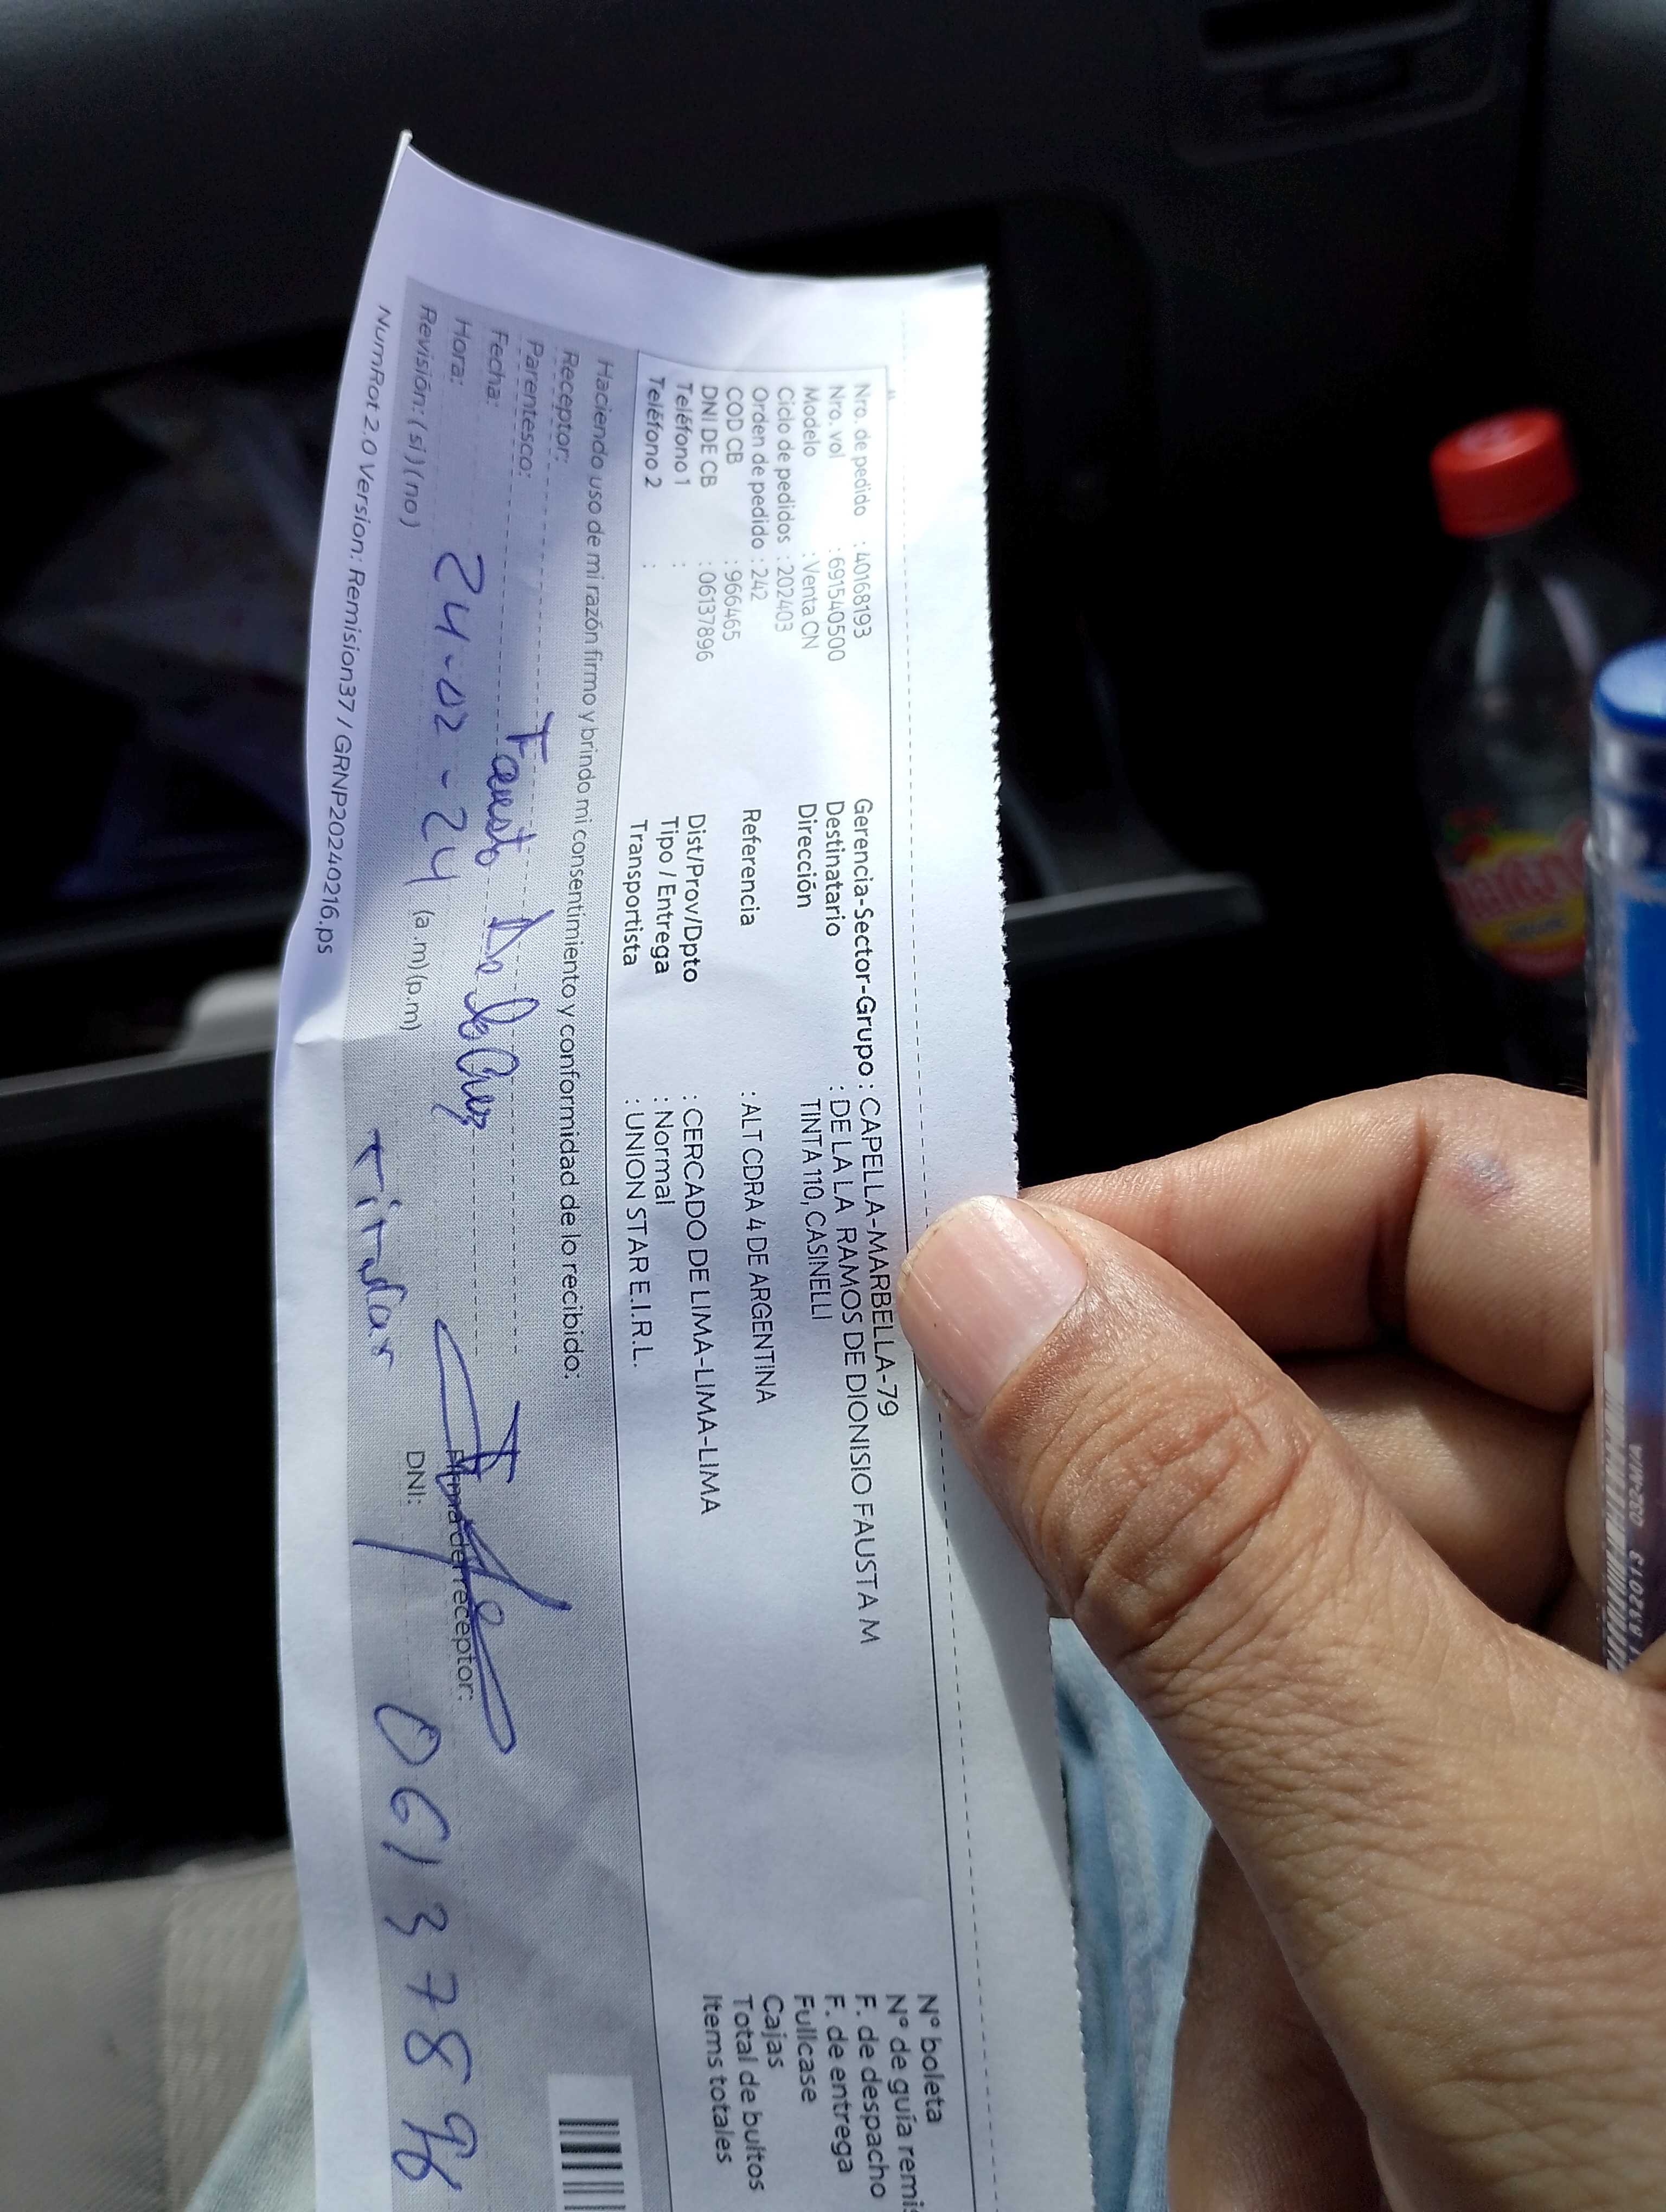 Nro. de pedido : 40168193
Nro. vol : 691540500
Modelo : Venta CN
Ciclo de pedidos : 202403
Orden de pedido : 242
COD CB : 966465
DNI DE CB : 06137896
Teléfono 1 :
Teléfono 2 :
Gerencia-Sector-Grupo : CAPELLA-MARBELLA-79
Destinatario : DE LA LA RAMOS DE DIONISIO FAUSTA M
Dirección TINTA 110, CASINELLI
Referencia : ALT CDRA 4 DE ARGENTINA
Dist/Prov/Dpto : CERCADO DE LIMA-LIMA-LIMA
Tipo / Entrega : Normal
Transportista : UNION STAR E.I.R.L.
N° boleta
N° de guía remis
F. de despacho
F. de entrega
Fullcase
Cajas
Total de bultos
Items totales
Haciendo uso de mi razón firmo y brindo mi consentimiento y conformidad de lo recibido:
Receptor:
Parentesco:
Fecha:
Hora: 24-02-24 (a.m)(p.m)
Revisión: (si) (no)
Firma del receptor:
DNI: 06137896
NumRot 2.0 Version: Remision37 / GRNP20240216.ps